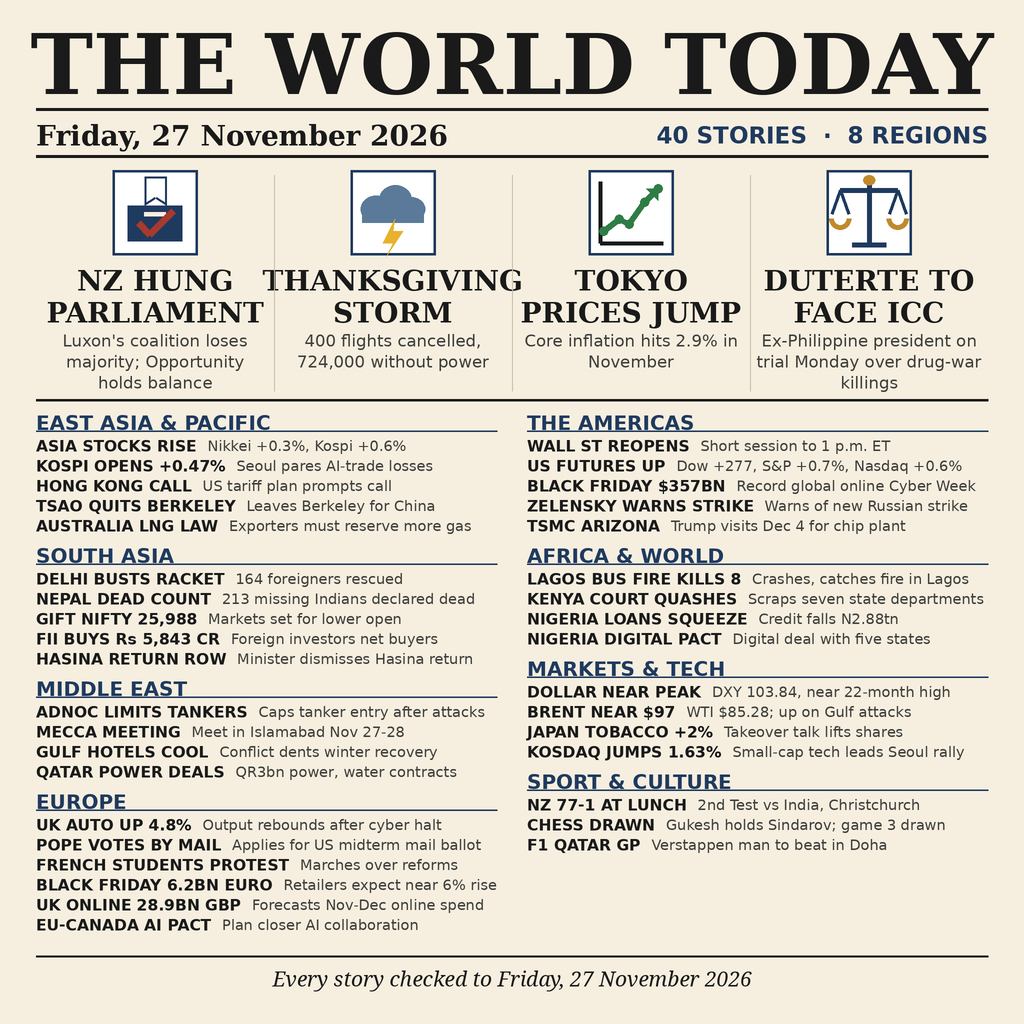 THE WORLD TODAY
Friday, 27 November 2026
40 STORIES · 8 REGIONS
NZ HUNG
PARLIAMENT
Luxon's coalition loses
majority; Opportunity
holds balance
THANKSGIVING
STORM
400 flights cancelled,
724,000 without power
TOKYO
PRICES JUMP
Core inflation hits 2.9% in
November
DUTERTE TO
FACE ICC
Ex-Philippine president on
trial Monday over drug-war
killings
EAST ASIA & PACIFIC
ASIA STOCKS RISE Nikkei +0.3%, Kospi +0.6%
KOSPI OPENS +0.47% Seoul pares AI-trade losses
HONG KONG CALL US tariff plan prompts call
TSAO QUITS BERKELEY Leaves Berkeley for China
AUSTRALIA LNG LAW Exporters must reserve more gas
SOUTH ASIA
DELHI BUSTS RACKET 164 foreigners rescued
NEPAL DEAD COUNT 213 missing Indians declared dead
GIFT NIFTY 25,988 Markets set for lower open
FII BUYS Rs 5,843 CR Foreign investors net buyers
HASINA RETURN ROW Minister dismisses Hasina return
MIDDLE EAST
ADNOC LIMITS TANKERS Caps tanker entry after attacks
MECCA MEETING Meet in Islamabad Nov 27-28
GULF HOTELS COOL Conflict dents winter recovery
QATAR POWER DEALS QR3bn power, water contracts
EUROPE
UK AUTO UP 4.8% Output rebounds after cyber halt
POPE VOTES BY MAIL Applies for US midterm mail ballot
FRENCH STUDENTS PROTEST Marches over reforms
BLACK FRIDAY 6.2BN EURO Retailers expect near 6% rise
UK ONLINE 28.9BN GBP Forecasts Nov-Dec online spend
EU-CANADA AI PACT Plan closer AI collaboration
THE AMERICAS
WALL ST REOPENS Short session to 1 p.m. ET
US FUTURES UP Dow +277, S&P +0.7%, Nasdaq +0.6%
BLACK FRIDAY $357BN Record global online Cyber Week
ZELENSKY WARNS STRIKE Warns of new Russian strike
TSMC ARIZONA Trump visits Dec 4 for chip plant
AFRICA & WORLD
LAGOS BUS FIRE KILLS 8 Crashes, catches fire in Lagos
KENYA COURT QUASHES Scraps seven state departments
NIGERIA LOANS SQUEEZE Credit falls N2.88tn
NIGERIA DIGITAL PACT Digital deal with five states
MARKETS & TECH
DOLLAR NEAR PEAK DXY 103.84, near 22-month high
BRENT NEAR $97 WTI $85.28; up on Gulf attacks
JAPAN TOBACCO +2% Takeover talk lifts shares
KOSDAQ JUMPS 1.63% Small-cap tech leads Seoul rally
SPORT & CULTURE
NZ 77-1 AT LUNCH 2nd Test vs India, Christchurch
CHESS DRAWN Gukesh holds Sindarov; game 3 drawn
F1 QATAR GP Verstappen man to beat in Doha
Every story checked to Friday, 27 November 2026